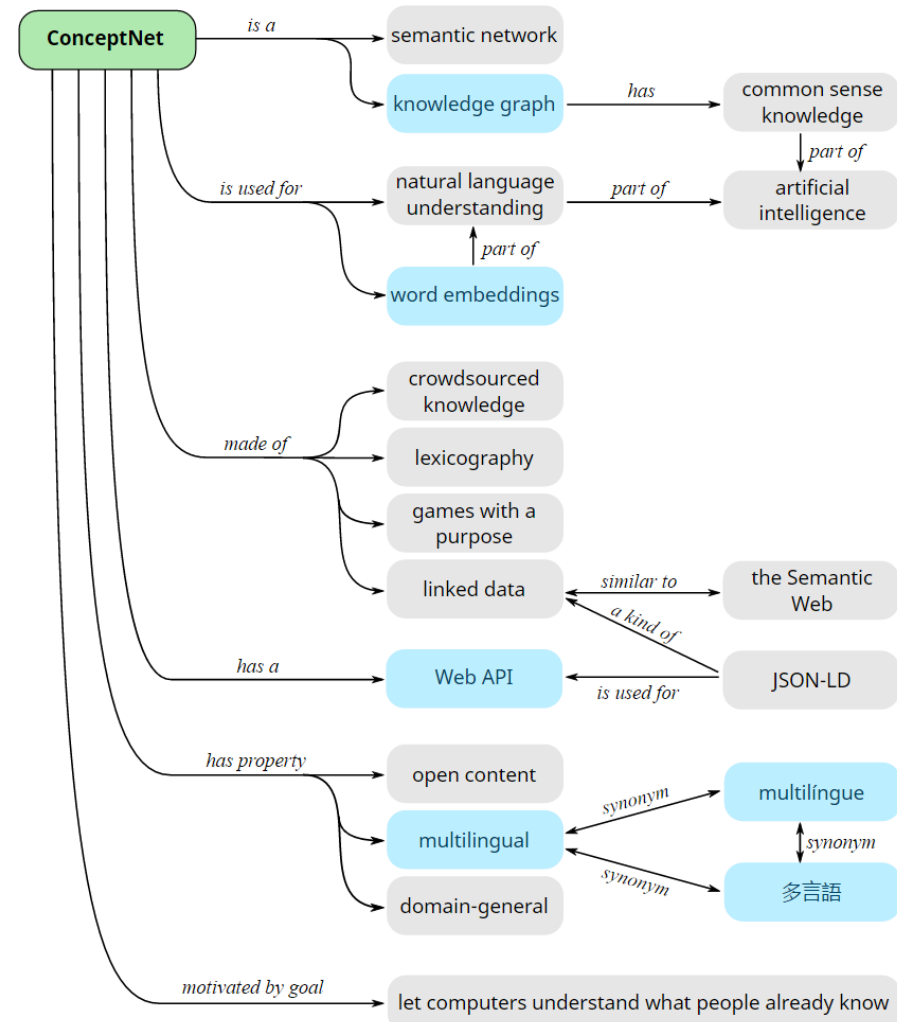 ConceptNet
is a
semantic network
knowledge graph
has
common sense
knowledge
part of
is used for
natural language
understanding
part of
artificial
intelligence
part of
word embeddings
made of
crowdsourced
knowledge
lexicography
games with a
purpose
linked data
similar to
the Semantic
Web
a kind of
has a
Web API
is used for
JSON-LD
has property
open content
multilingual
synonym
multilíngue
synonym
synonym
多言語
domain-general
motivated by goal
let computers understand what people already know